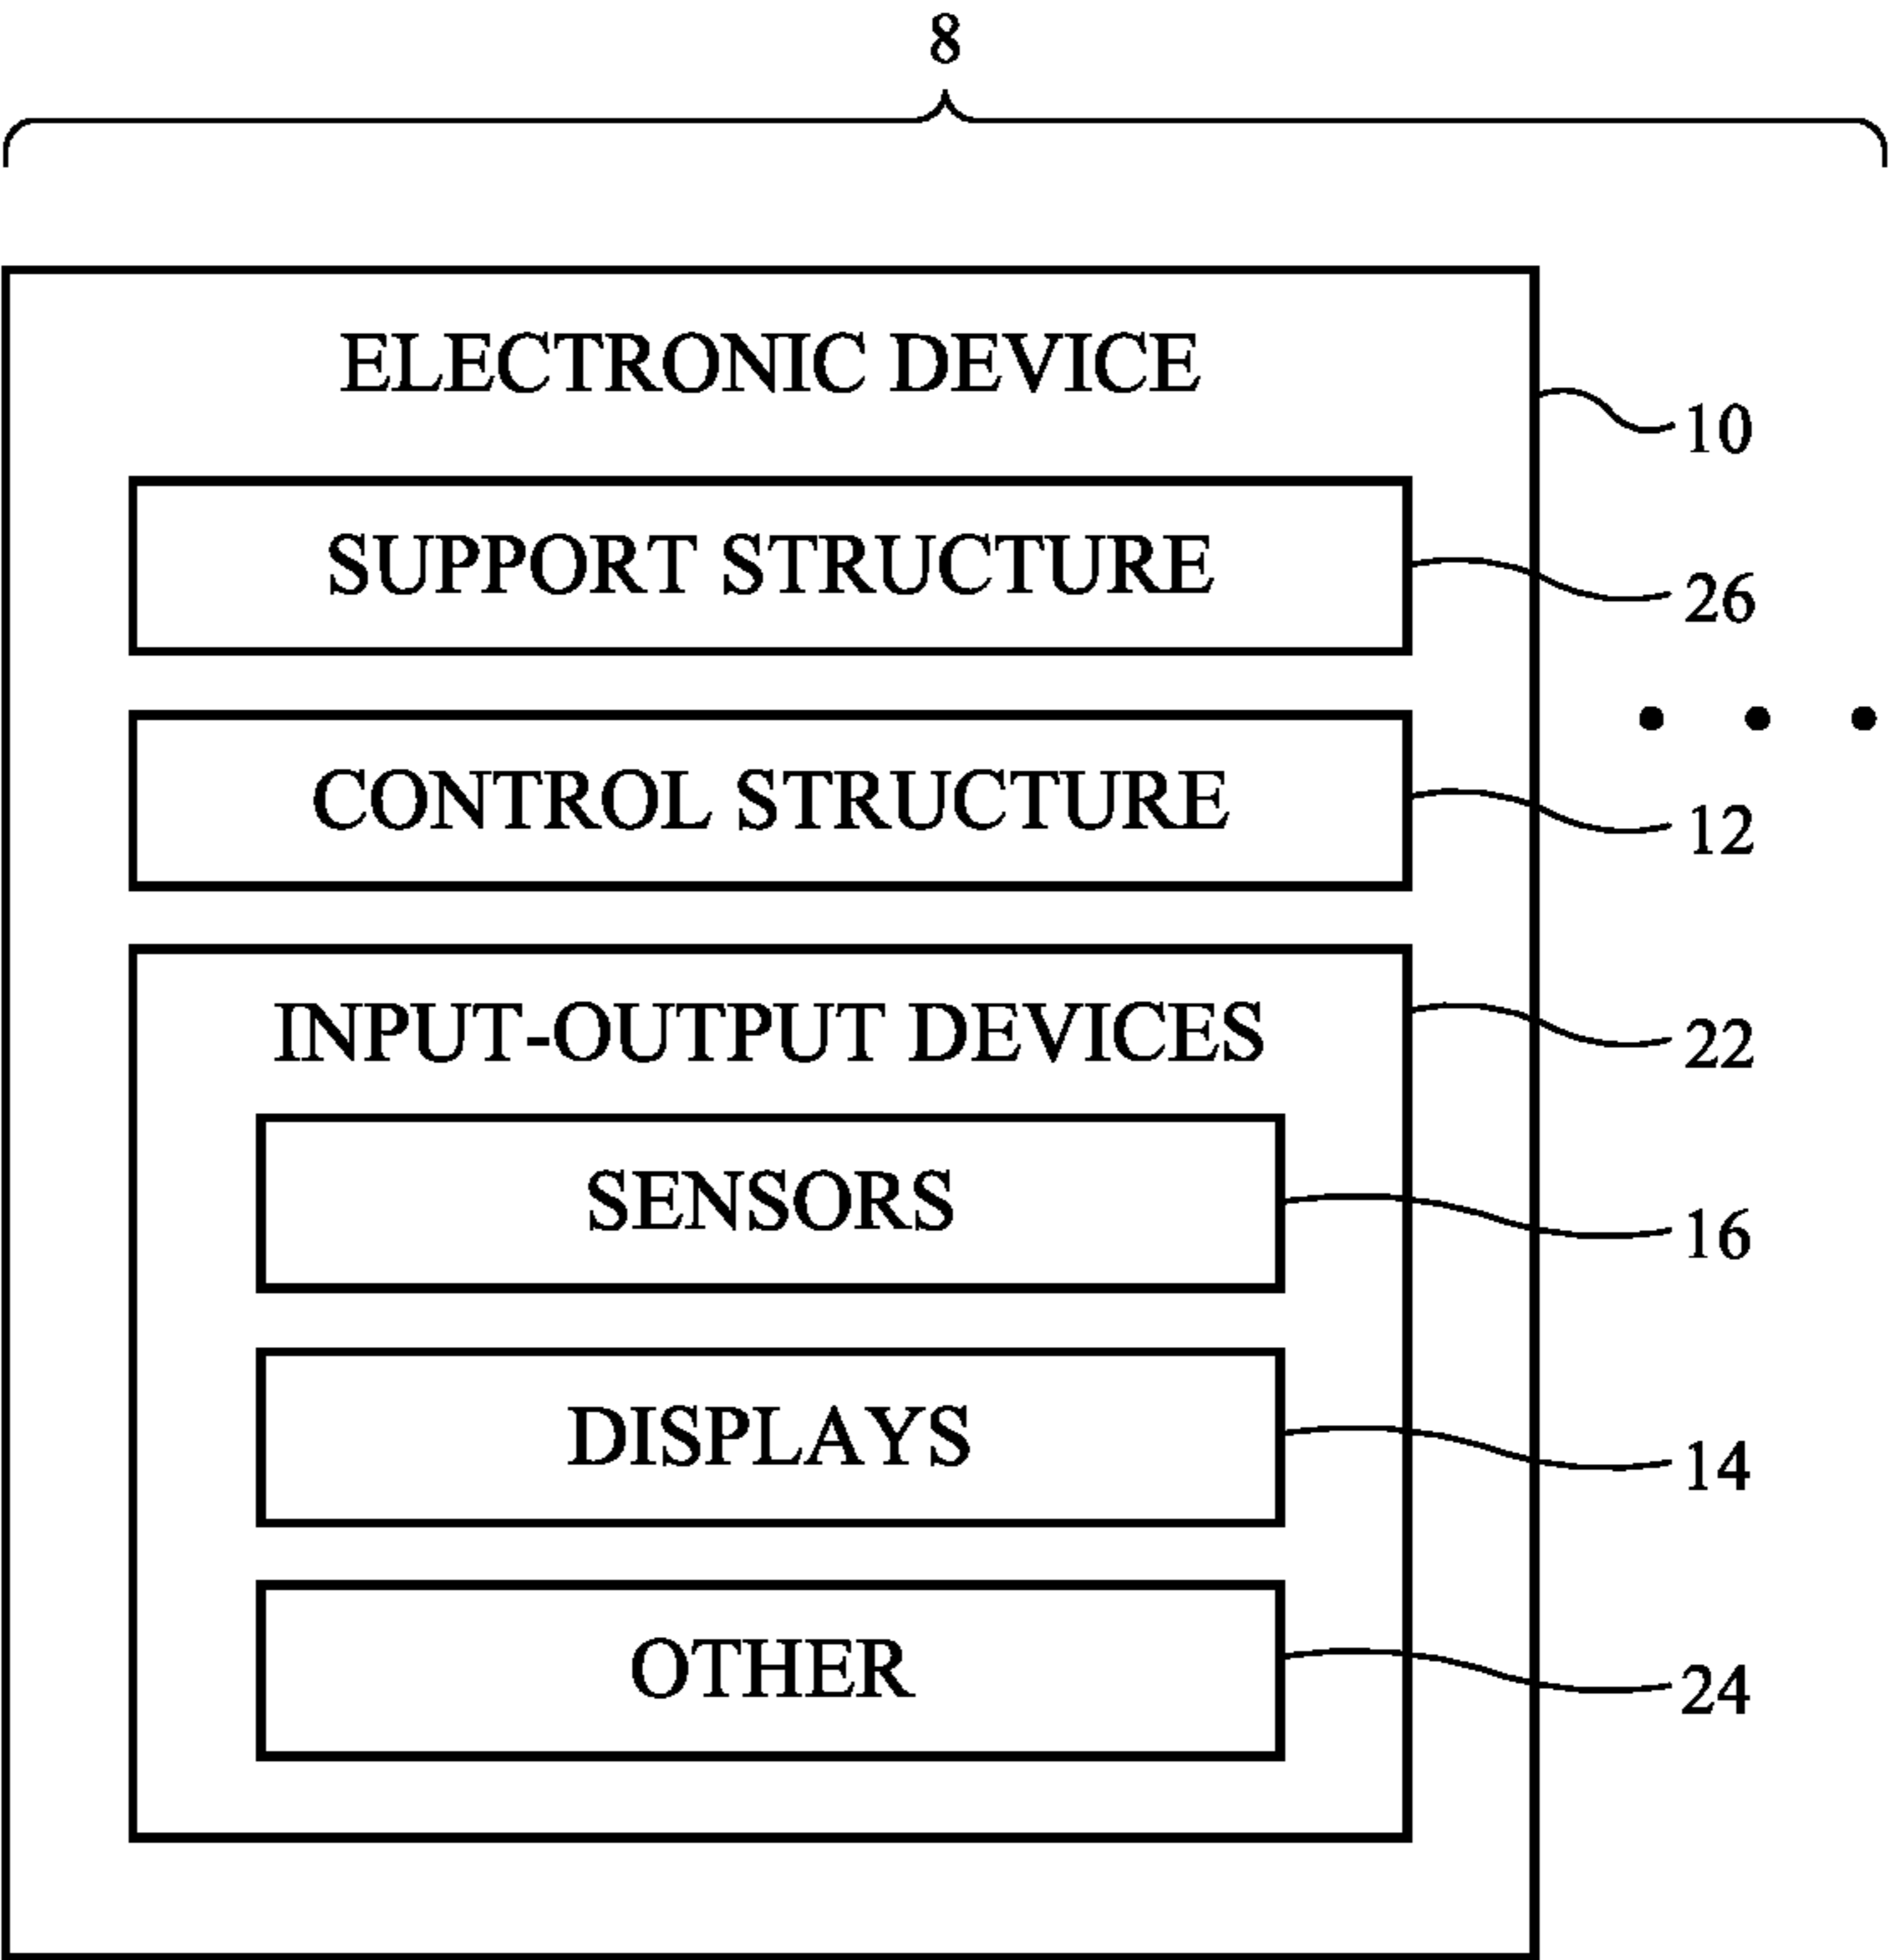 8
ELECTRONIC DEVICE
10
SUPPORT STRUCTURE
26
CONTROL STRUCTURE
12
INPUT-OUTPUT DEVICES
22
SENSORS
16
DISPLAYS
14
OTHER
24